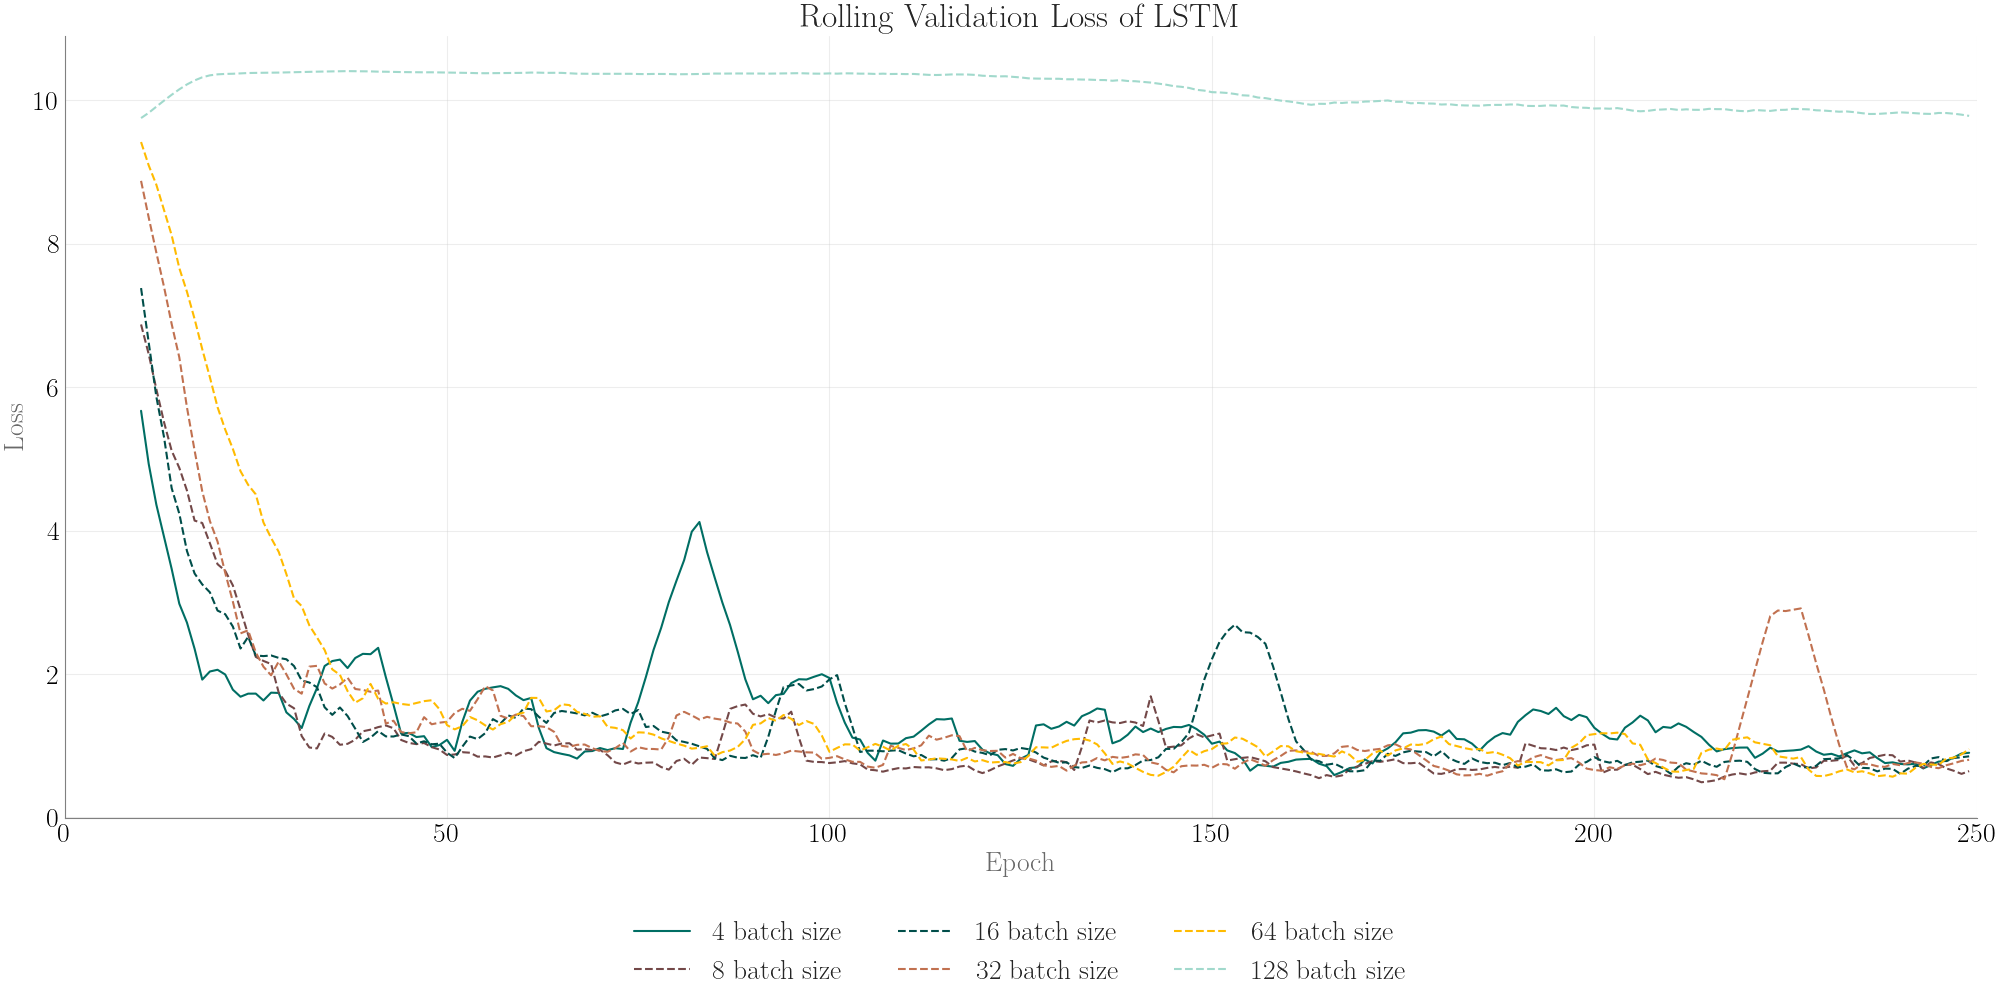 Rolling Validation Loss of LSTM
10
8
6
4
2
0
Loss
0 50 100 150 200 250
Epoch
4 batch size 16 batch size 64 batch size
8 batch size 32 batch size 128 batch size